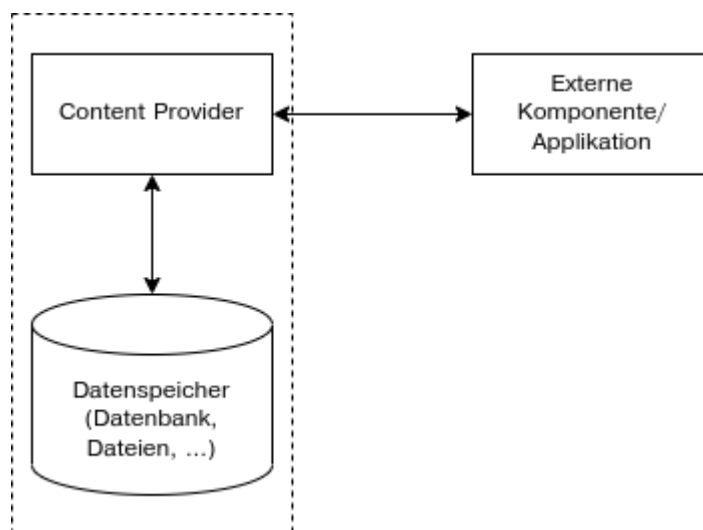 Content Provider
Externe
Komponente/
Applikation
Datenspeicher
(Datenbank,
Dateien, ...)